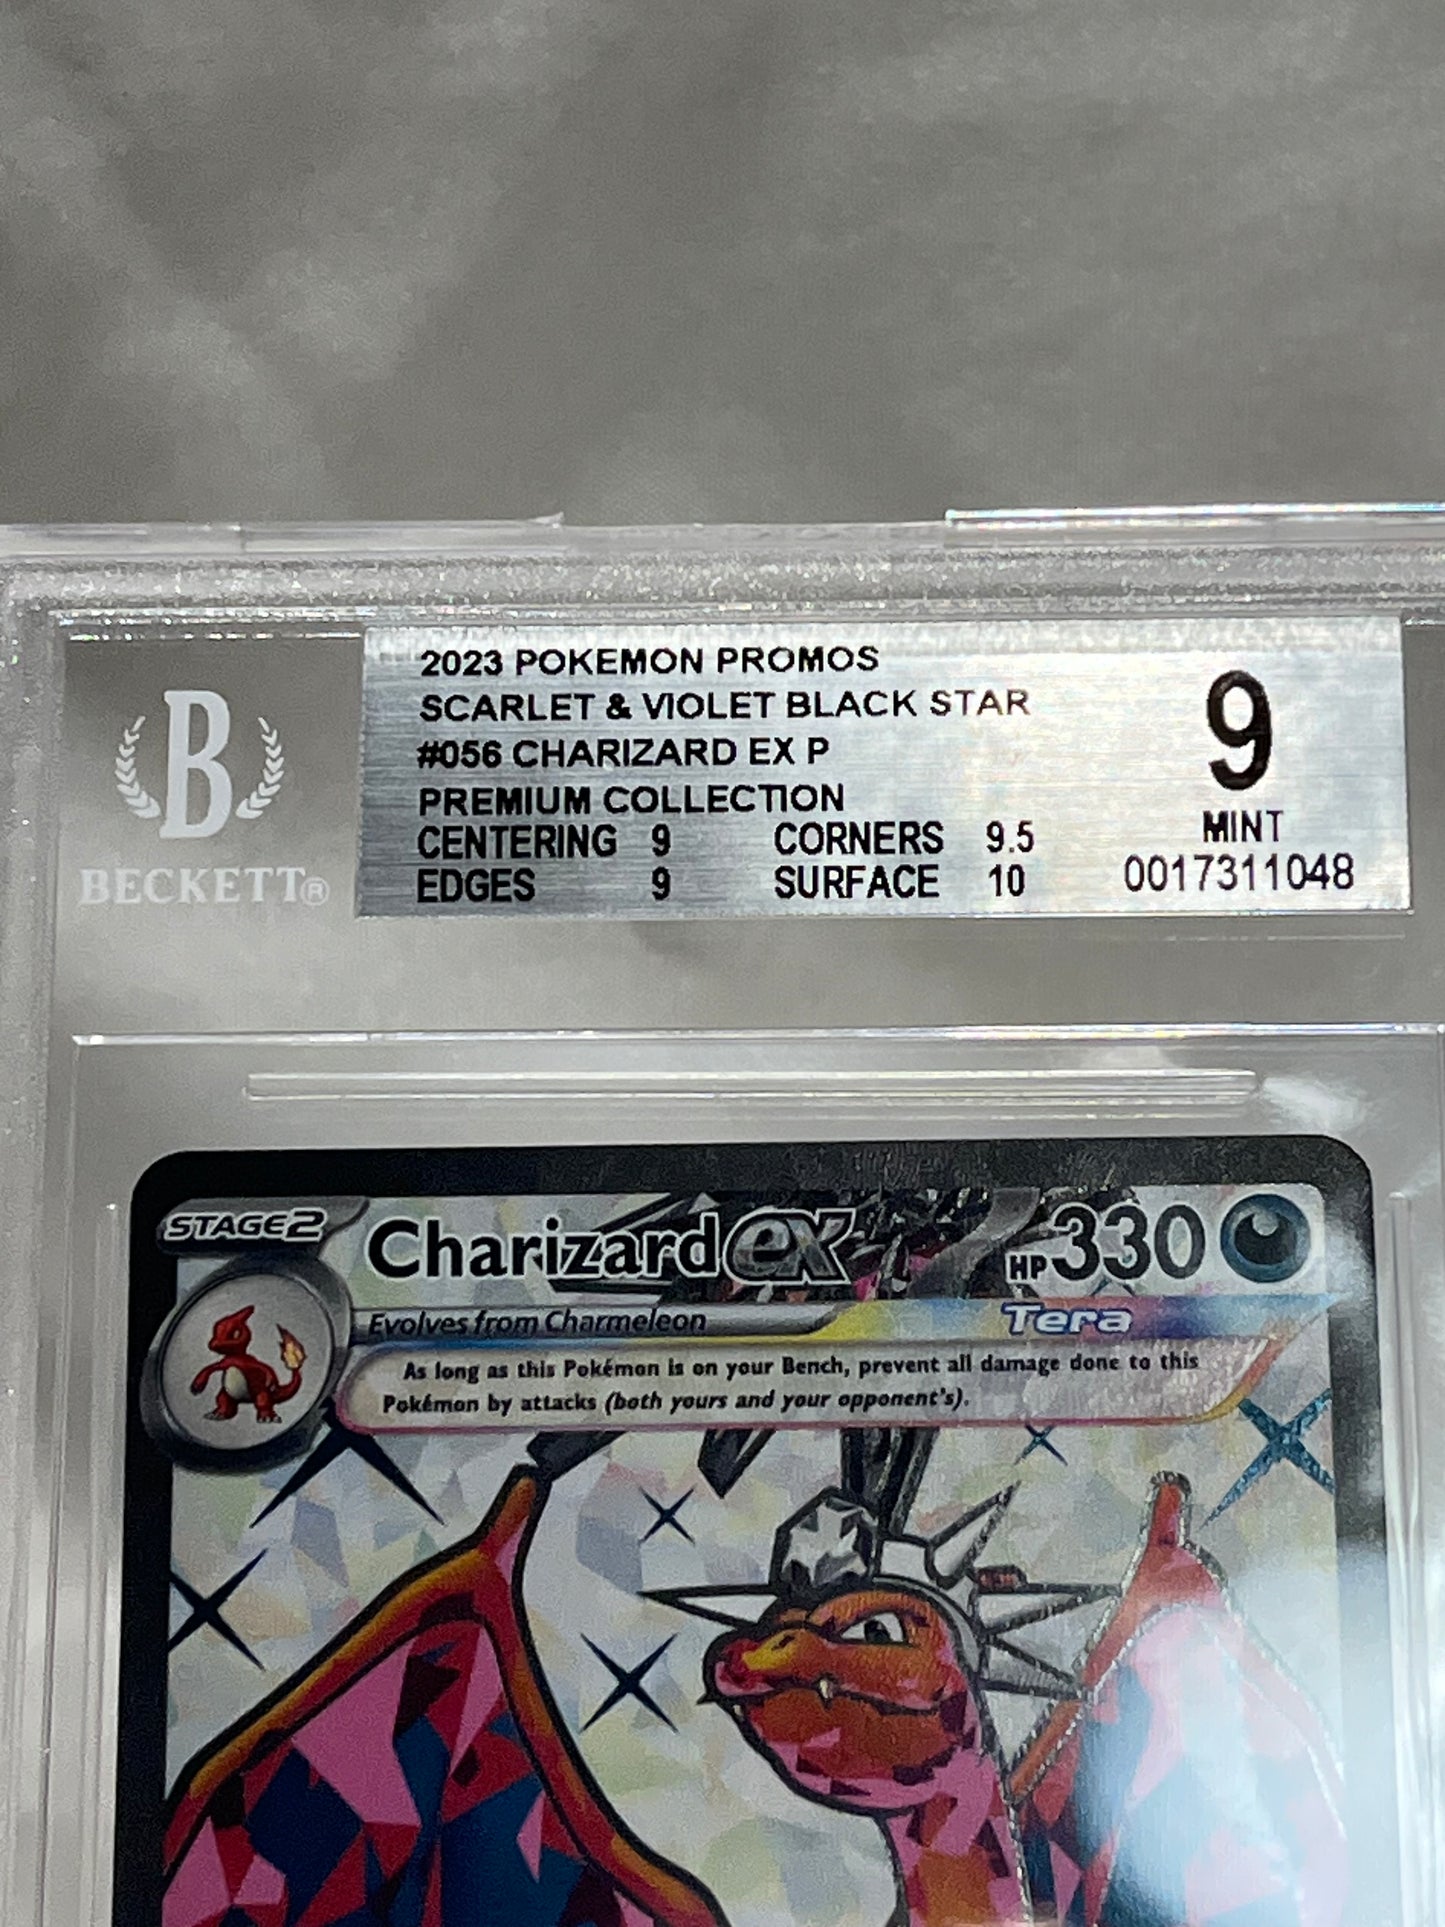 2023 POKEMON PROMOS
SCARLET & VIOLET BLACK STAR
#056 CHARIZARD EX P
PREMIUM COLLECTION
CENTERING 9 CORNERS 9.5
EDGES 9 SURFACE 10
9
MINT
0017311048
B
BECKETT®
STAGE2 Charizard ex HP 330
Evolves from Charmeleon Tera
As long as this Pokémon is on your Bench, prevent all damage done to this
Pokémon by attacks (both yours and your opponent's).